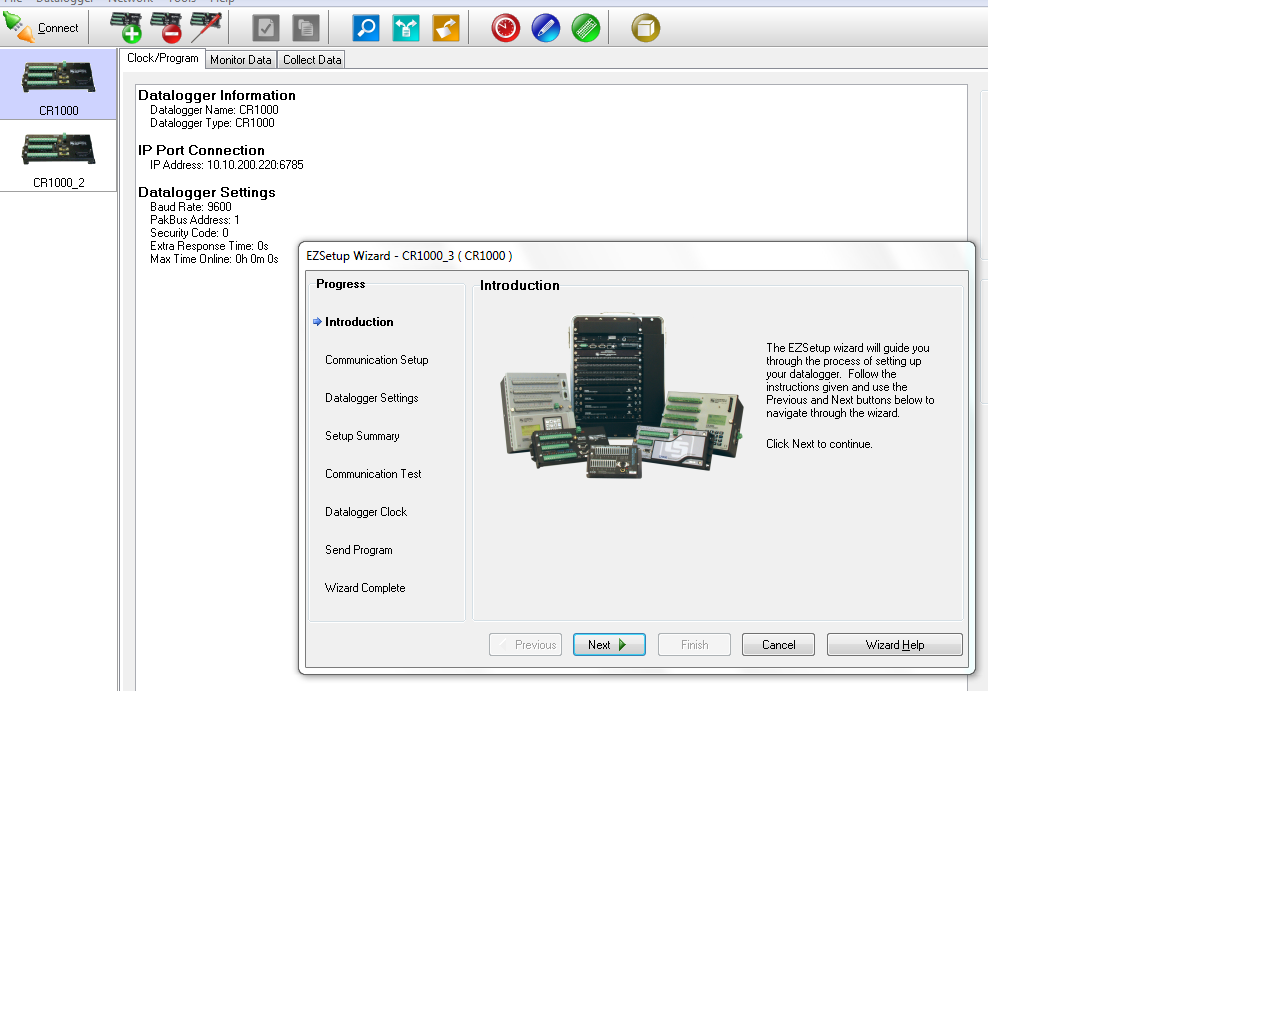 File Datalogger Network Tools Help
Connect
CR1000
CR1000_2
Clock/Program Monitor Data Collect Data
Datalogger Information
Datalogger Name: CR1000
Datalogger Type: CR1000
IP Port Connection
IP Address: 10.10.200.220:6785
Datalogger Settings
Baud Rate: 9600
PakBus Address: 1
Security Code: 0
Extra Response Time: 0s
Max Time Online: 0h 0m 0s
EZSetup Wizard - CR1000_3 ( CR1000 )
Progress
Introduction
Communication Setup
Datalogger Settings
Setup Summary
Communication Test
Datalogger Clock
Send Program
Wizard Complete
Introduction
The EZSetup wizard will guide you
through the process of setting up
your datalogger. Follow the
instructions given and use the
Previous and Next buttons below to
navigate through the wizard.
Click Next to continue.
Previous Next Finish Cancel Wizard Help